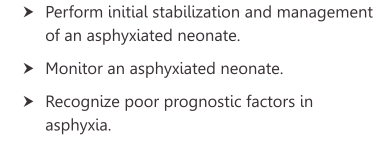 ➤ Perform initial stabilization and management
of an asphyxiated neonate.
➤ Monitor an asphyxiated neonate.
➤ Recognize poor prognostic factors in
asphyxia.